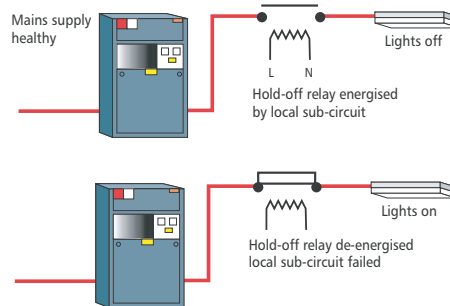 Mains supply
healthy
Lights off
L N
Hold-off relay energised
by local sub-circuit
Lights on
Hold-off relay de-energised
local sub-circuit failed